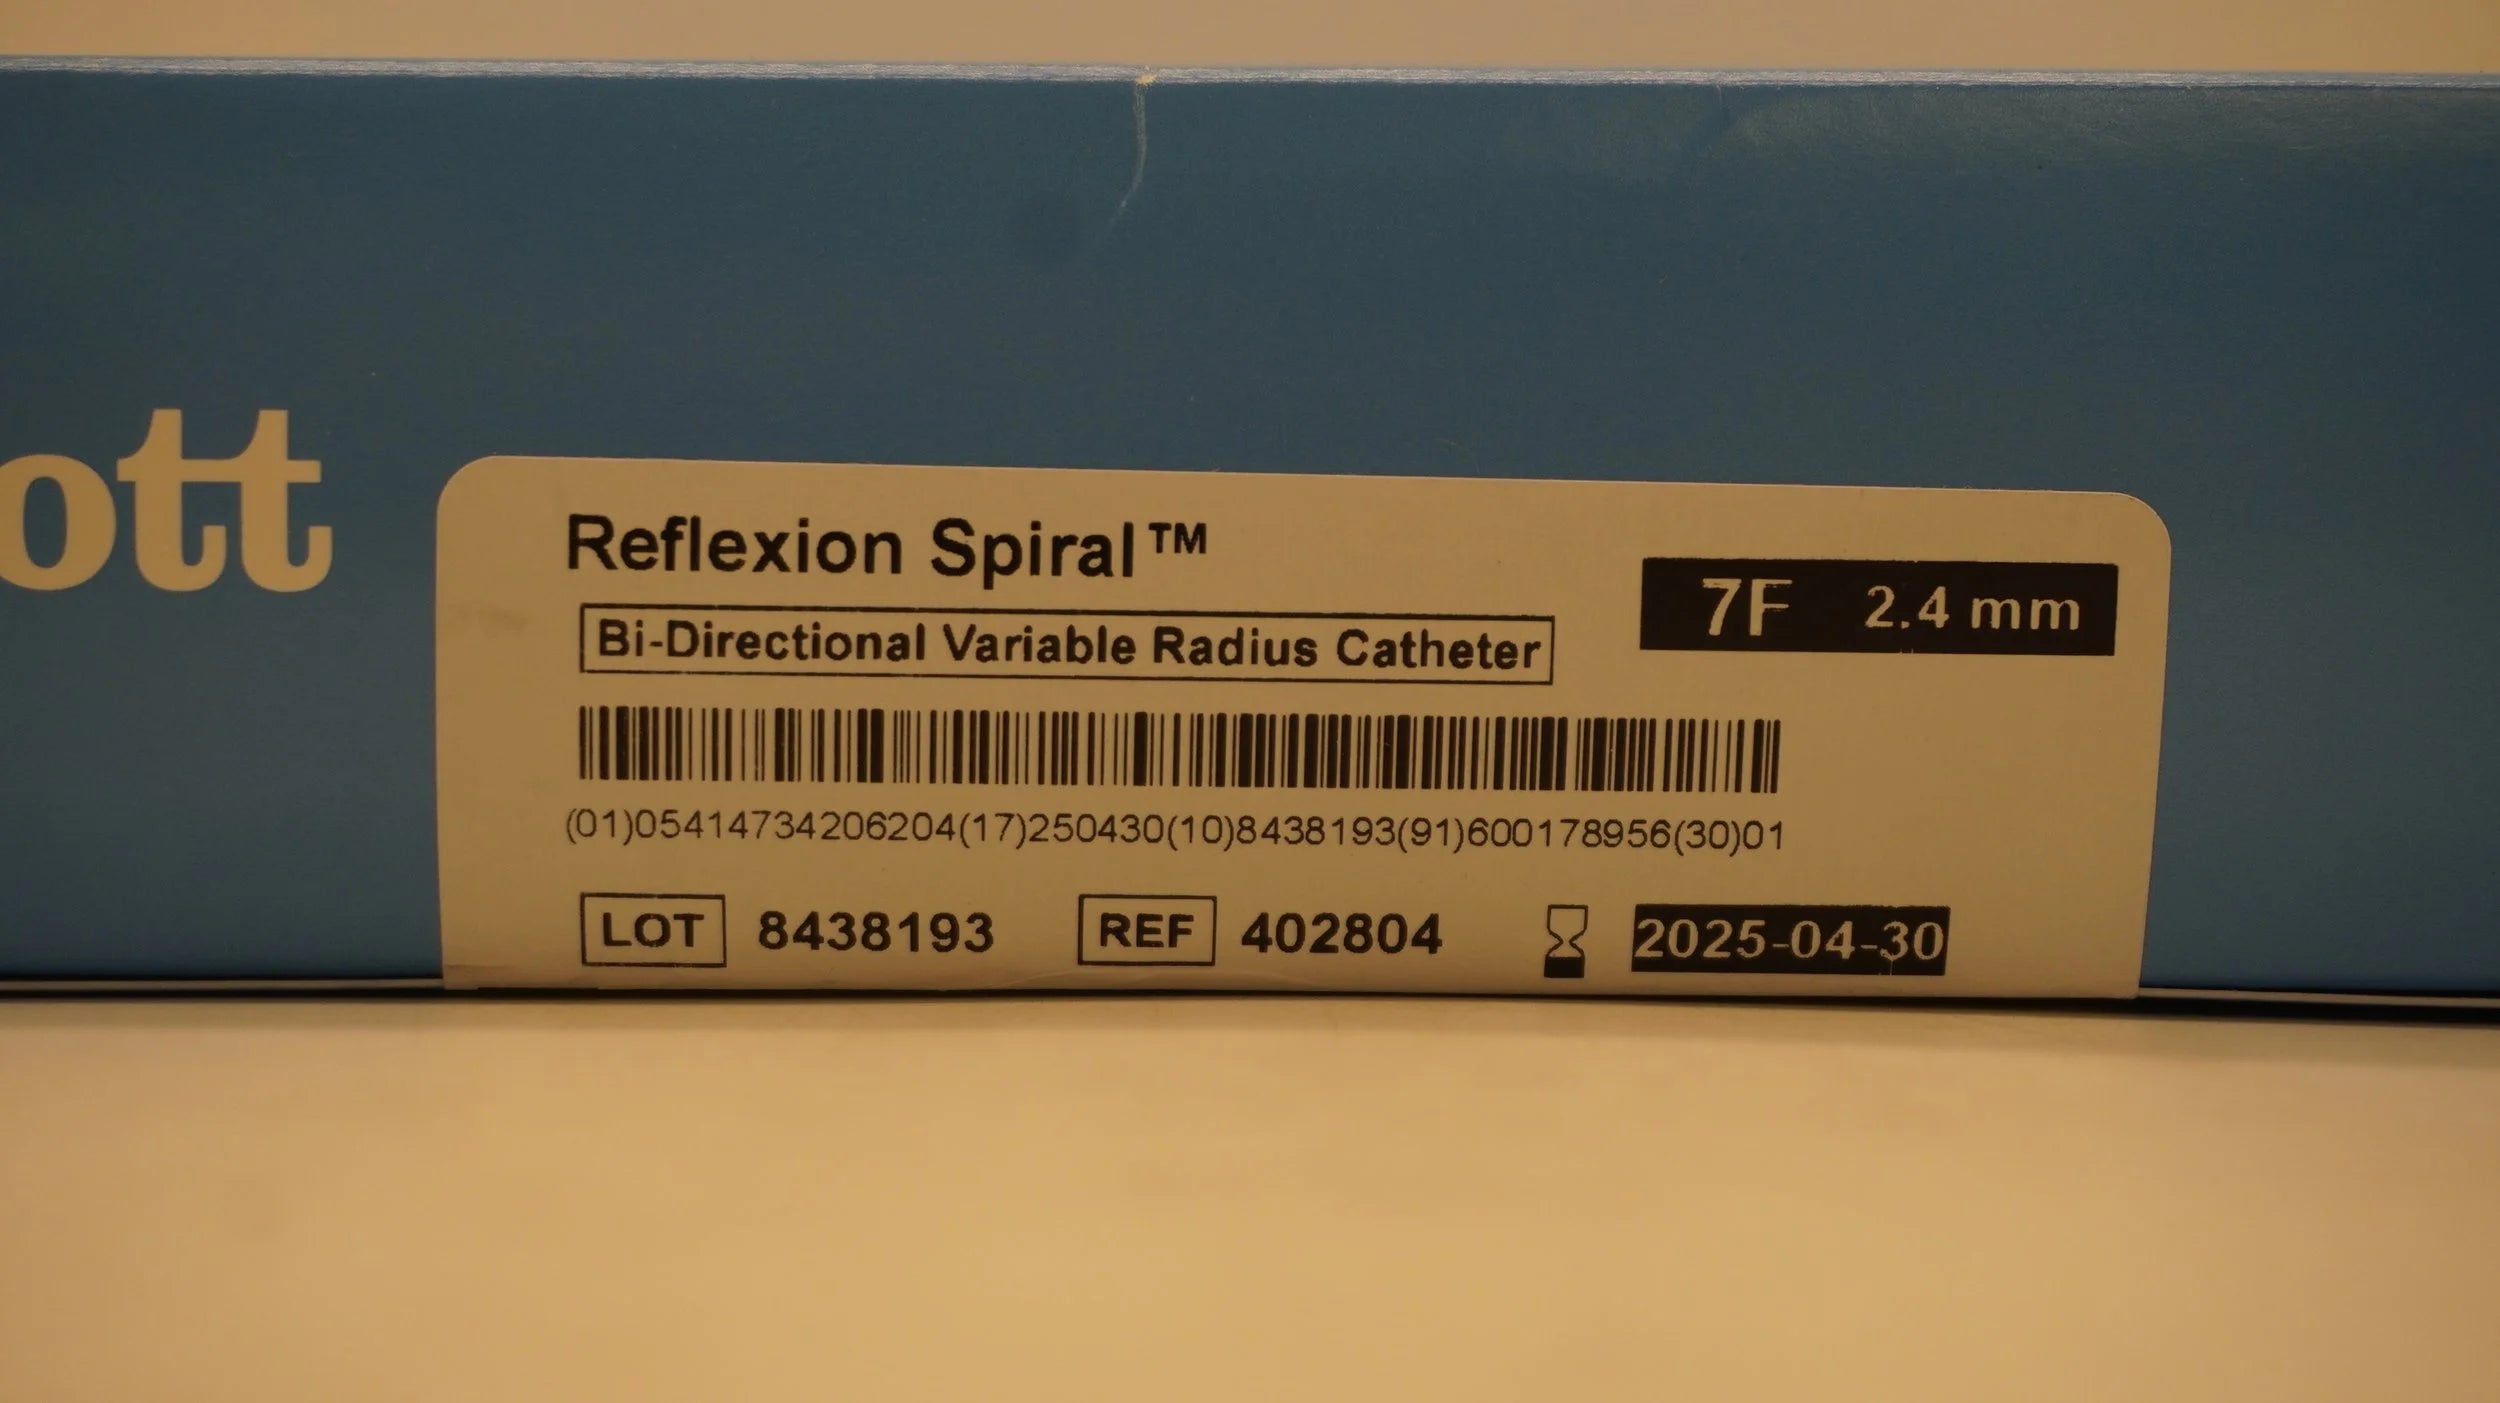 ott
Reflexion Spiral™
7F 2.4 mm
Bi-Directional Variable Radius Catheter
(01)05414734206204(17)250430(10)8438193(91)600178956(30)01
LOT 8438193 REF 402804 2025-04-30